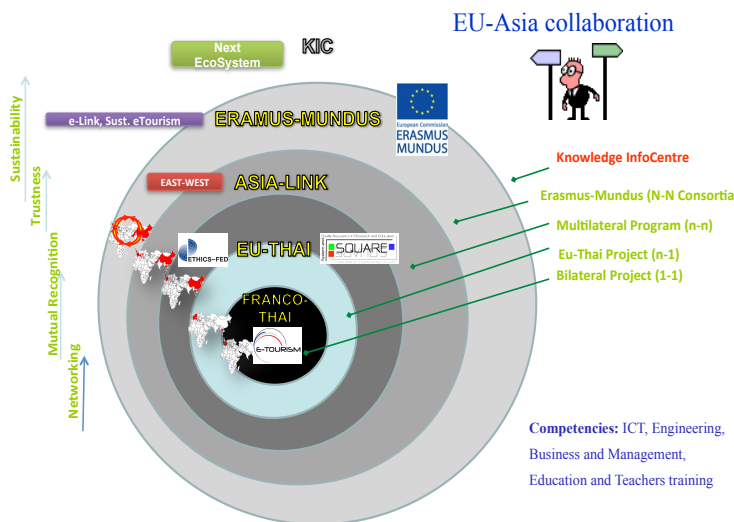 EU-Asia collaboration
Next
EcoSystem
KIC
e-Link, Sust. eTourism
ERAMUS-MUNDUS
European Commission
ERASMUS
MUNDUS
EAST-WEST
ASIA-LINK
EU-THAI
ETHICS-FED
SQUARE
FRANCO-
THAI
E-TOURISM
Sustainability
Trustness
Mutual Recognition
Networking
Knowledge InfoCentre
Erasmus-Mundus (N-N Consortia
Multilateral Program (n-n)
Eu-Thai Project (n-1)
Bilateral Project (1-1)
Competencies: ICT, Engineering,
Business and Management,
Education and Teachers training